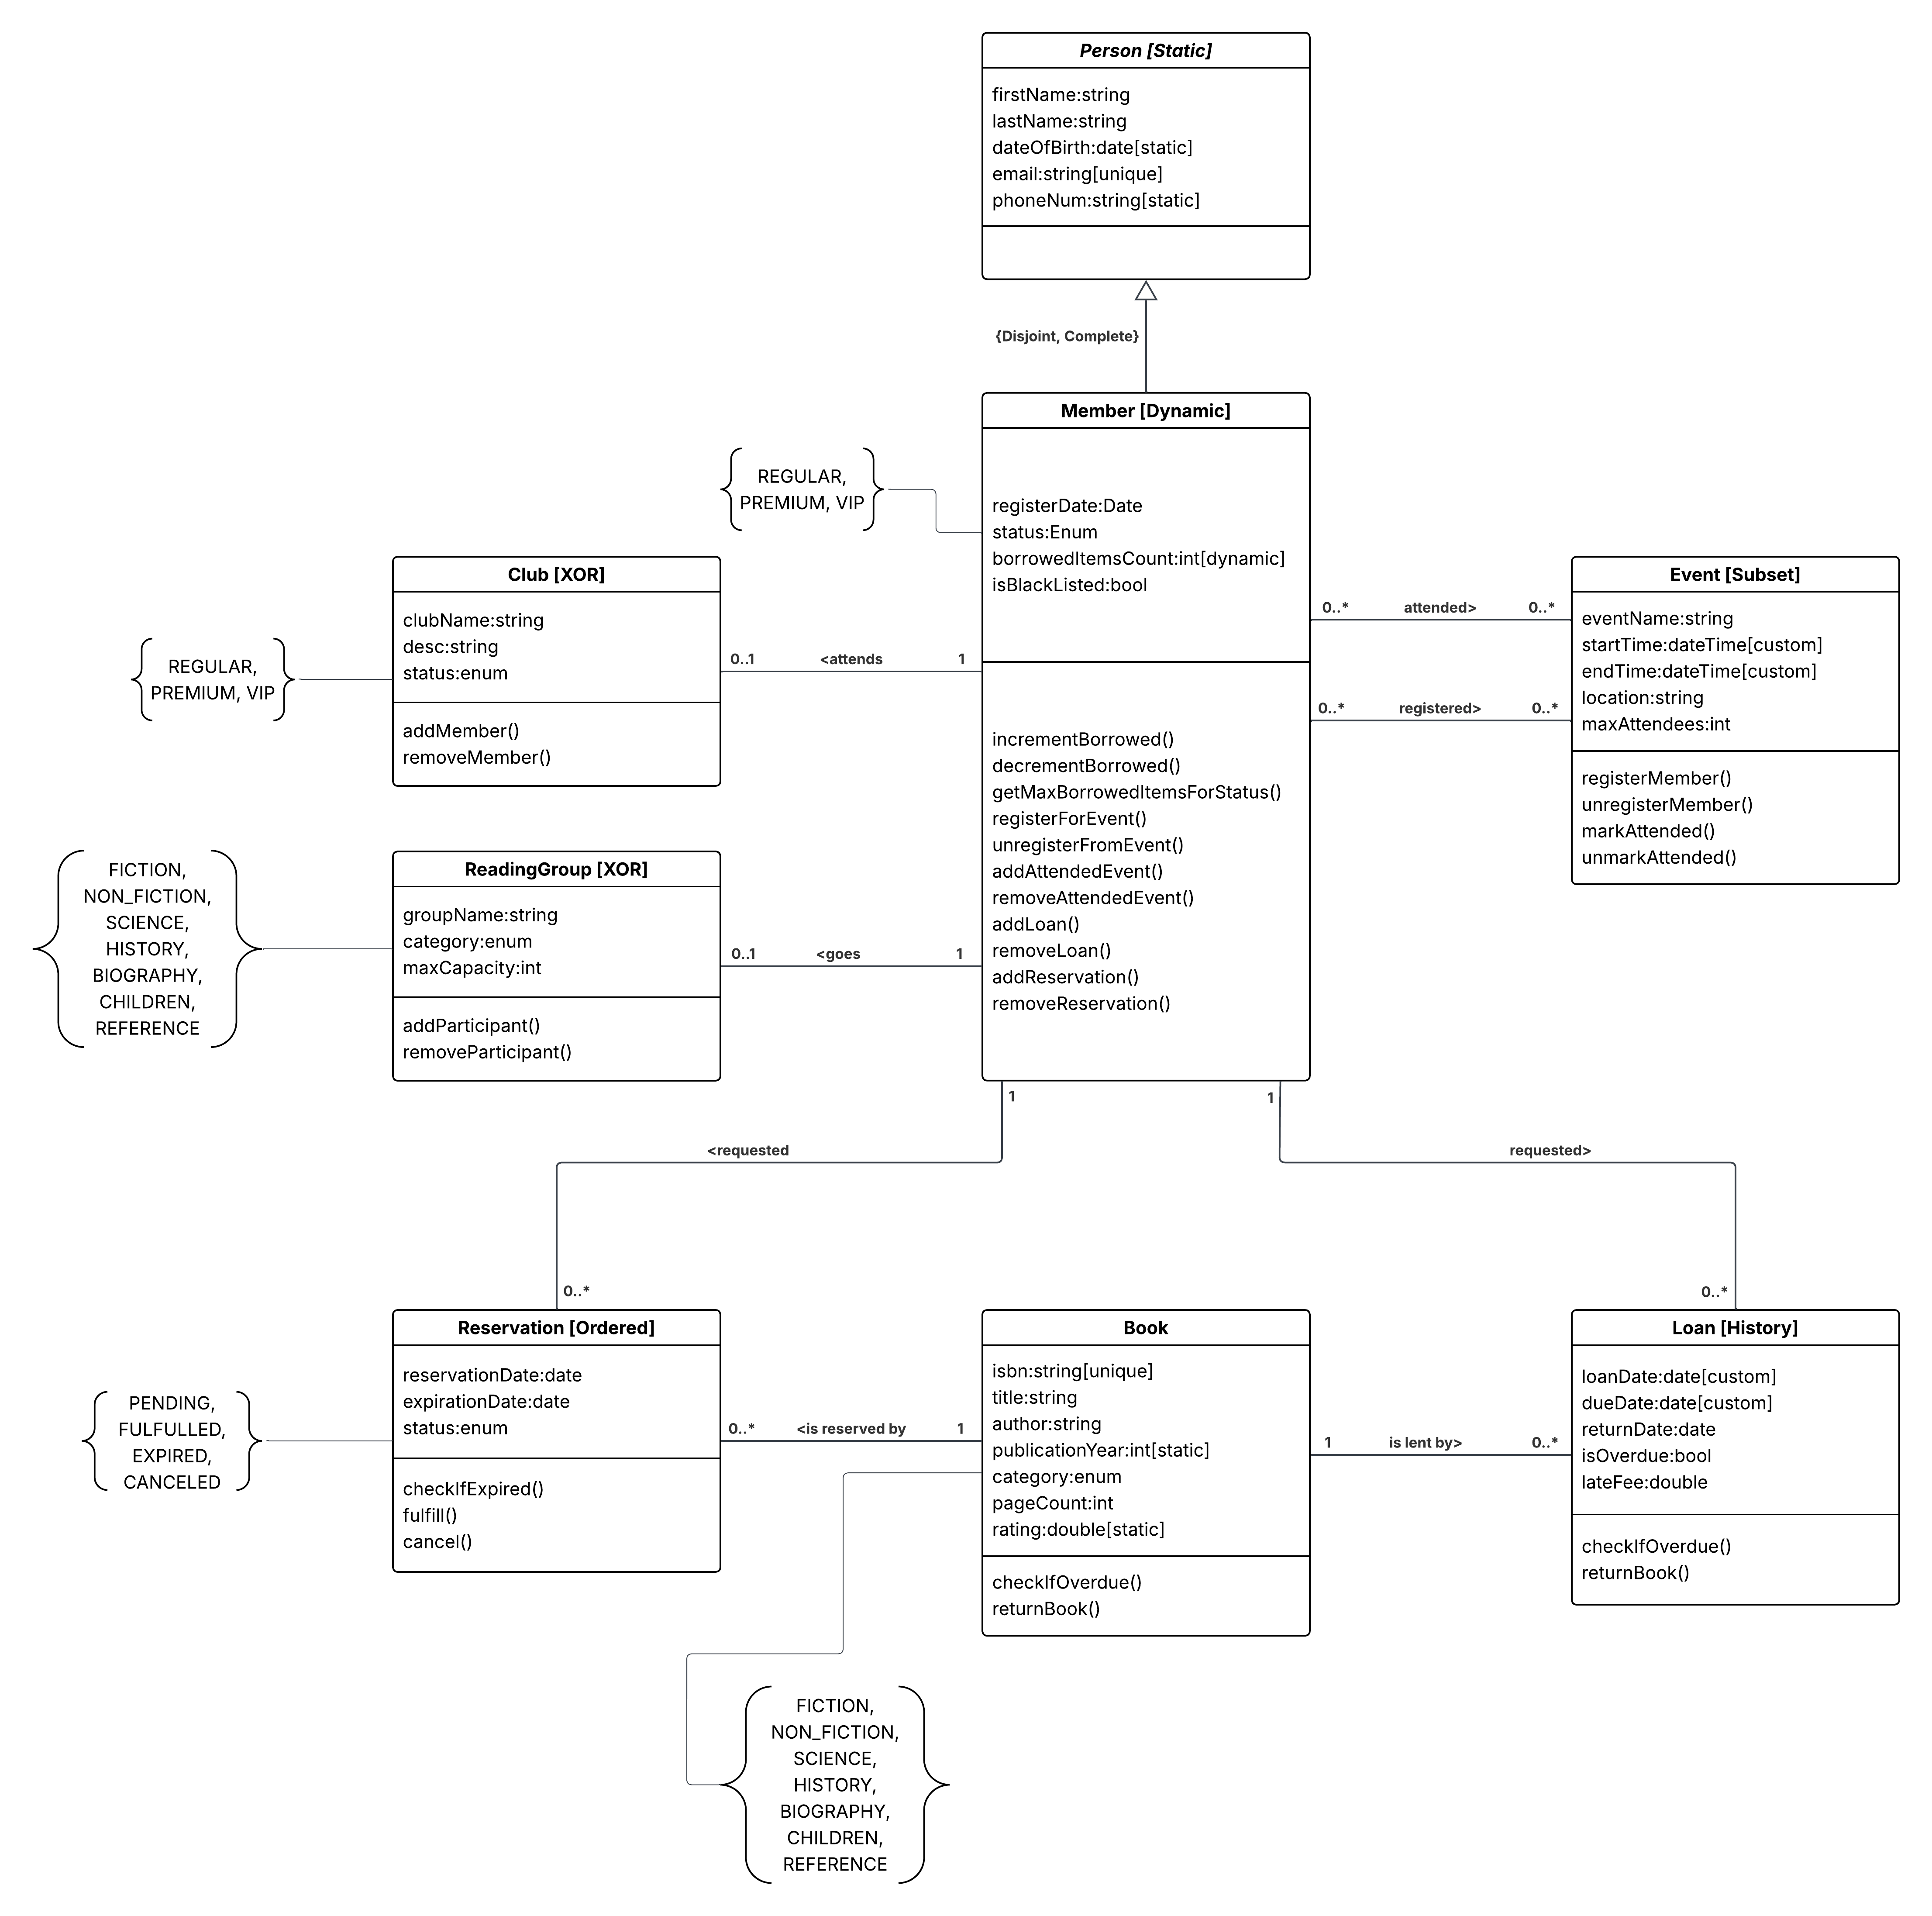 Person [Static]
firstName:string
lastName:string
dateOfBirth:date[static]
email:string[unique]
phoneNum:string[static]
{Disjoint, Complete}
Member [Dynamic]
registerDate:Date
status:Enum
borrowedItemsCount:int[dynamic]
isBlackListed:bool
incrementBorrowed()
decrementBorrowed()
getMaxBorrowedItemsForStatus()
registerForEvent()
unregisterFromEvent()
addAttendedEvent()
removeAttendedEvent()
addLoan()
removeLoan()
addReservation()
removeReservation()
REGULAR,
PREMIUM, VIP
Club [XOR]
clubName:string
desc:string
status:enum
addMember()
removeMember()
REGULAR,
PREMIUM, VIP
0..1 <attends 1
0..* attended> 0..*
0..* registered> 0..*
Event [Subset]
eventName:string
startTime:dateTime[custom]
endTime:dateTime[custom]
location:string
maxAttendees:int
registerMember()
unregisterMember()
markAttended()
unmarkAttended()
FICTION,
NON_FICTION,
SCIENCE,
HISTORY,
BIOGRAPHY,
CHILDREN,
REFERENCE
ReadingGroup [XOR]
groupName:string
category:enum
maxCapacity:int
addParticipant()
removeParticipant()
0..1 <goes 1
1
<requested
0..*
1
requested>
0..*
Reservation [Ordered]
reservationDate:date
expirationDate:date
status:enum
checkIfExpired()
fulfill()
cancel()
PENDING,
FULFULLED,
EXPIRED,
CANCELED
0..* <is reserved by 1
Book
isbn:string[unique]
title:string
author:string
publicationYear:int[static]
category:enum
pageCount:int
rating:double[static]
checkIfOverdue()
returnBook()
1 is lent by> 0..*
Loan [History]
loanDate:date[custom]
dueDate:date[custom]
returnDate:date
isOverdue:bool
lateFee:double
checkIfOverdue()
returnBook()
FICTION,
NON_FICTION,
SCIENCE,
HISTORY,
BIOGRAPHY,
CHILDREN,
REFERENCE